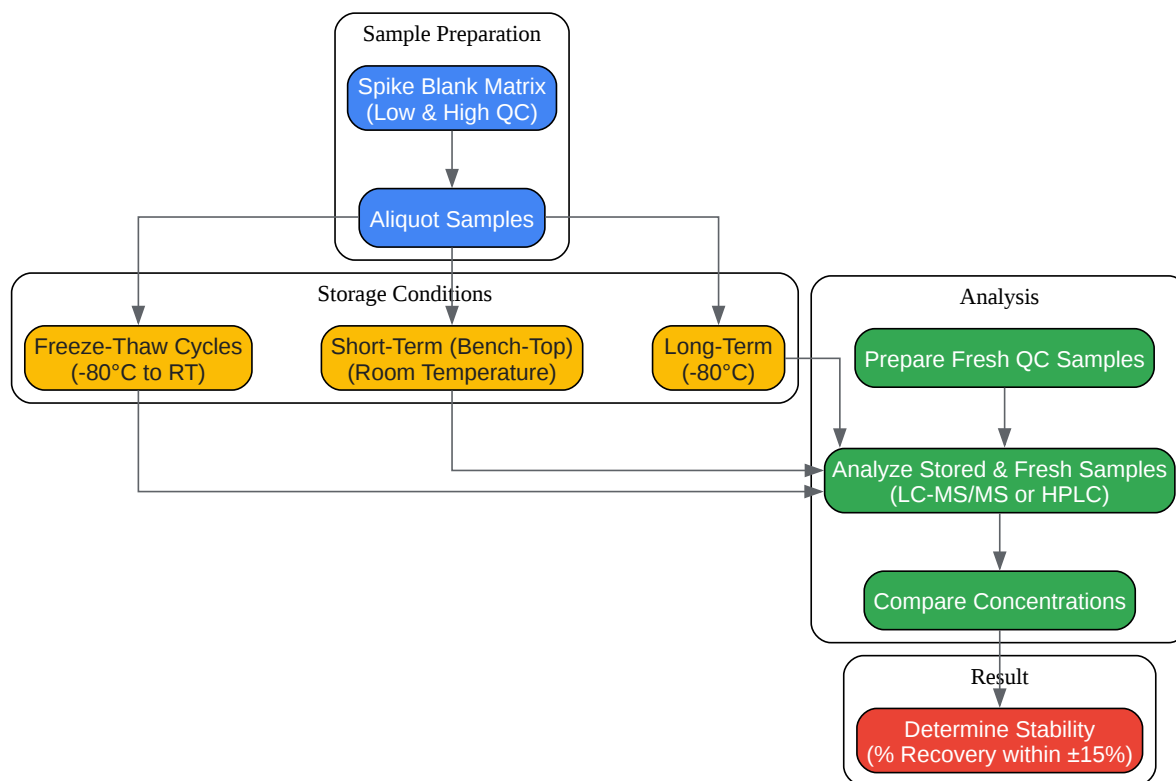 Sample Preparation
Spike Blank Matrix
(Low & High QC)
Aliquot Samples
Storage Conditions
Freeze-Thaw Cycles
(-80°C to RT)
Short-Term (Bench-Top)
(Room Temperature)
Long-Term
(-80°C)
Analysis
Prepare Fresh QC Samples
Analyze Stored & Fresh Samples
(LC-MS/MS or HPLC)
Compare Concentrations
Result
Determine Stability
(% Recovery within ±15%)